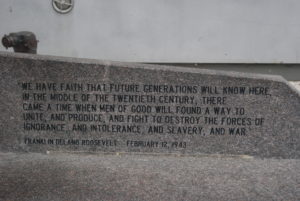 "WE HAVE FAITH THAT FUTURE GENERATIONS WILL KNOW HERE,
IN THE MIDDLE OF THE TWENTIETH CENTURY, THERE
CAME A TIME WHEN MEN OF GOOD WILL FOUND A WAY TO
UNITE, AND PRODUCE, AND FIGHT TO DESTROY THE FORCES OF
IGNORANCE, AND INTOLERANCE, AND SLAVERY, AND WAR."
FRANKLIN DELANO ROOSEVELT FEBRUARY 12, 1943